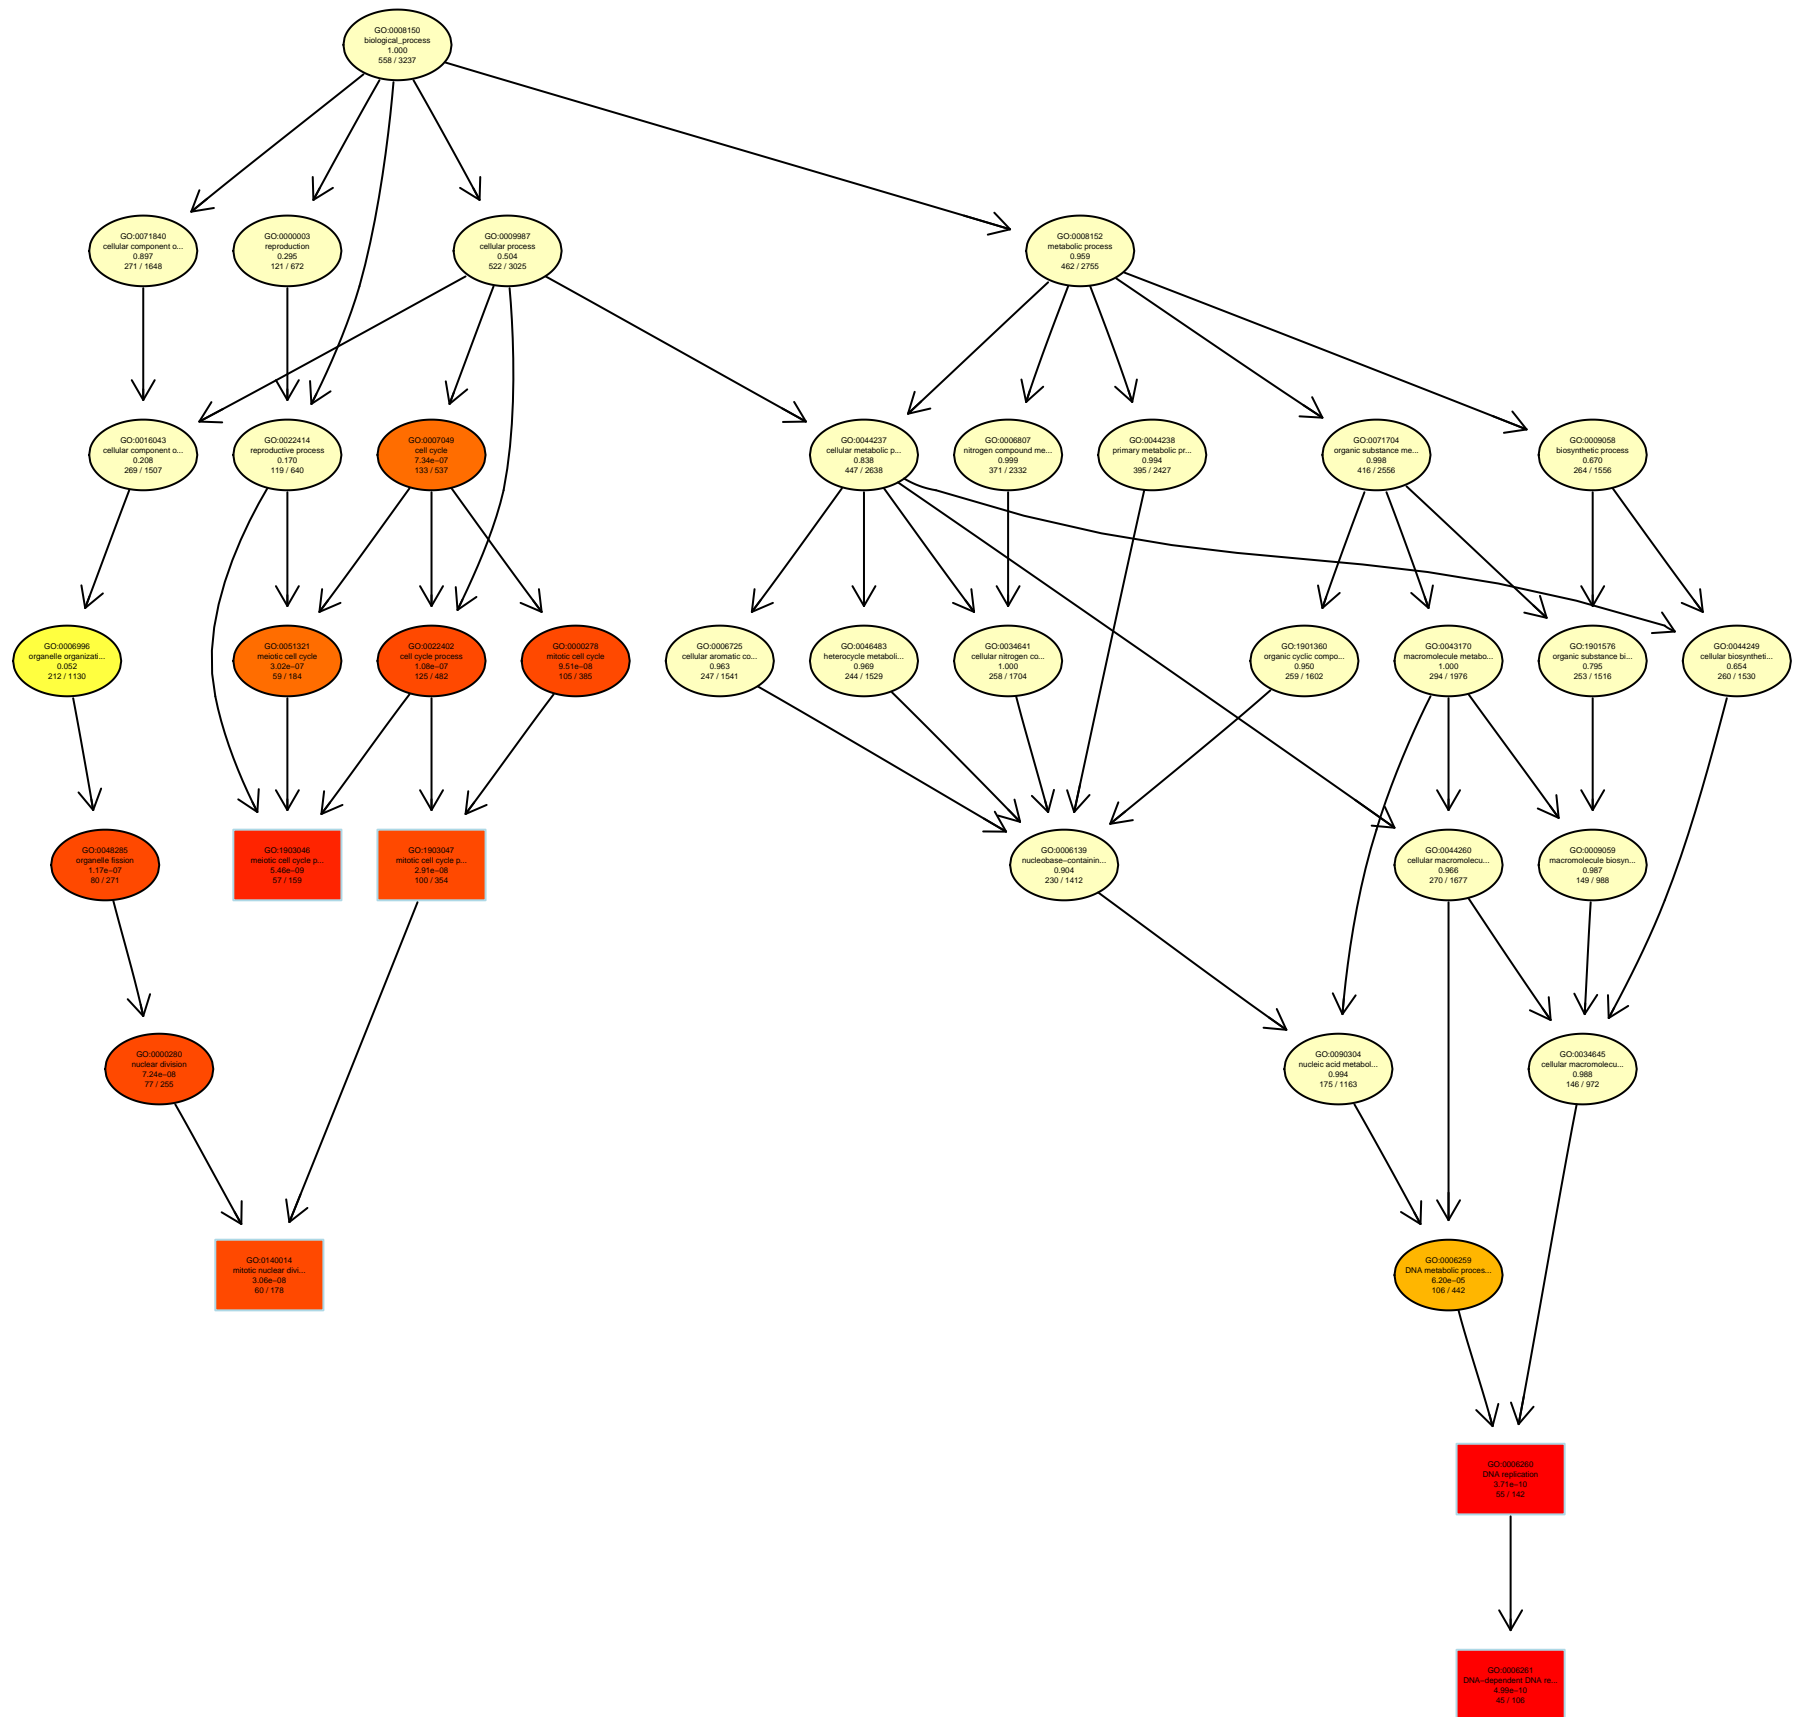 GO:0008150
biological_process
1.000
558 / 3237
GO:0071840
cellular component o...
0.897
271 / 1648
GO:0000003
reproduction
0.295
121 / 672
GO:0009987
cellular process
0.504
522 / 3025
GO:0008152
metabolic process
0.959
462 / 2755
GO:0016043
cellular component o...
0.208
269 / 1507
GO:0022414
reproductive process
0.170
119 / 640
GO:0007049
cell cycle
7.34e−07
133 / 537
GO:0044237
cellular metabolic p...
0.838
447 / 2638
GO:0006807
nitrogen compound me...
0.999
371 / 2332
GO:0044238
primary metabolic pr...
0.994
395 / 2427
GO:0071704
organic substance me...
0.998
416 / 2556
GO:0009058
biosynthetic process
0.670
264 / 1556
GO:0006996
organelle organizati...
0.052
212 / 1130
GO:0051321
meiotic cell cycle
3.02e−07
59 / 184
GO:0022402
cell cycle process
1.08e−07
125 / 482
GO:0000278
mitotic cell cycle
9.51e−08
105 / 385
GO:0006725
cellular aromatic co...
0.963
247 / 1541
GO:0046483
heterocycle metaboli...
0.969
244 / 1529
GO:0034641
cellular nitrogen co...
1.000
258 / 1704
GO:1901360
organic cyclic compo...
0.950
259 / 1602
GO:0043170
macromolecule metabo...
1.000
294 / 1976
GO:1901576
organic substance bi...
0.795
253 / 1516
GO:0044249
cellular biosyntheti...
0.654
260 / 1530
GO:0048285
organelle fission
1.17e−07
80 / 271
GO:1903046
meiotic cell cycle p...
5.46e−09
57 / 159
GO:1903047
mitotic cell cycle p...
2.91e−08
100 / 354
GO:0006139
nucleobase−containin...
0.904
230 / 1412
GO:0044260
cellular macromolecu...
0.966
270 / 1677
GO:0009059
macromolecule biosyn...
0.987
149 / 988
GO:0000280
nuclear division
7.24e−08
77 / 255
GO:0090304
nucleic acid metabol...
0.994
175 / 1163
GO:0034645
cellular macromolecu...
0.988
146 / 972
GO:0140014
mitotic nuclear divi...
3.06e−08
60 / 178
GO:0006259
DNA metabolic proces...
6.20e−05
106 / 442
GO:0006260
DNA replication
3.71e−10
55 / 142
GO:0006261
DNA−dependent DNA re...
4.99e−10
45 / 106